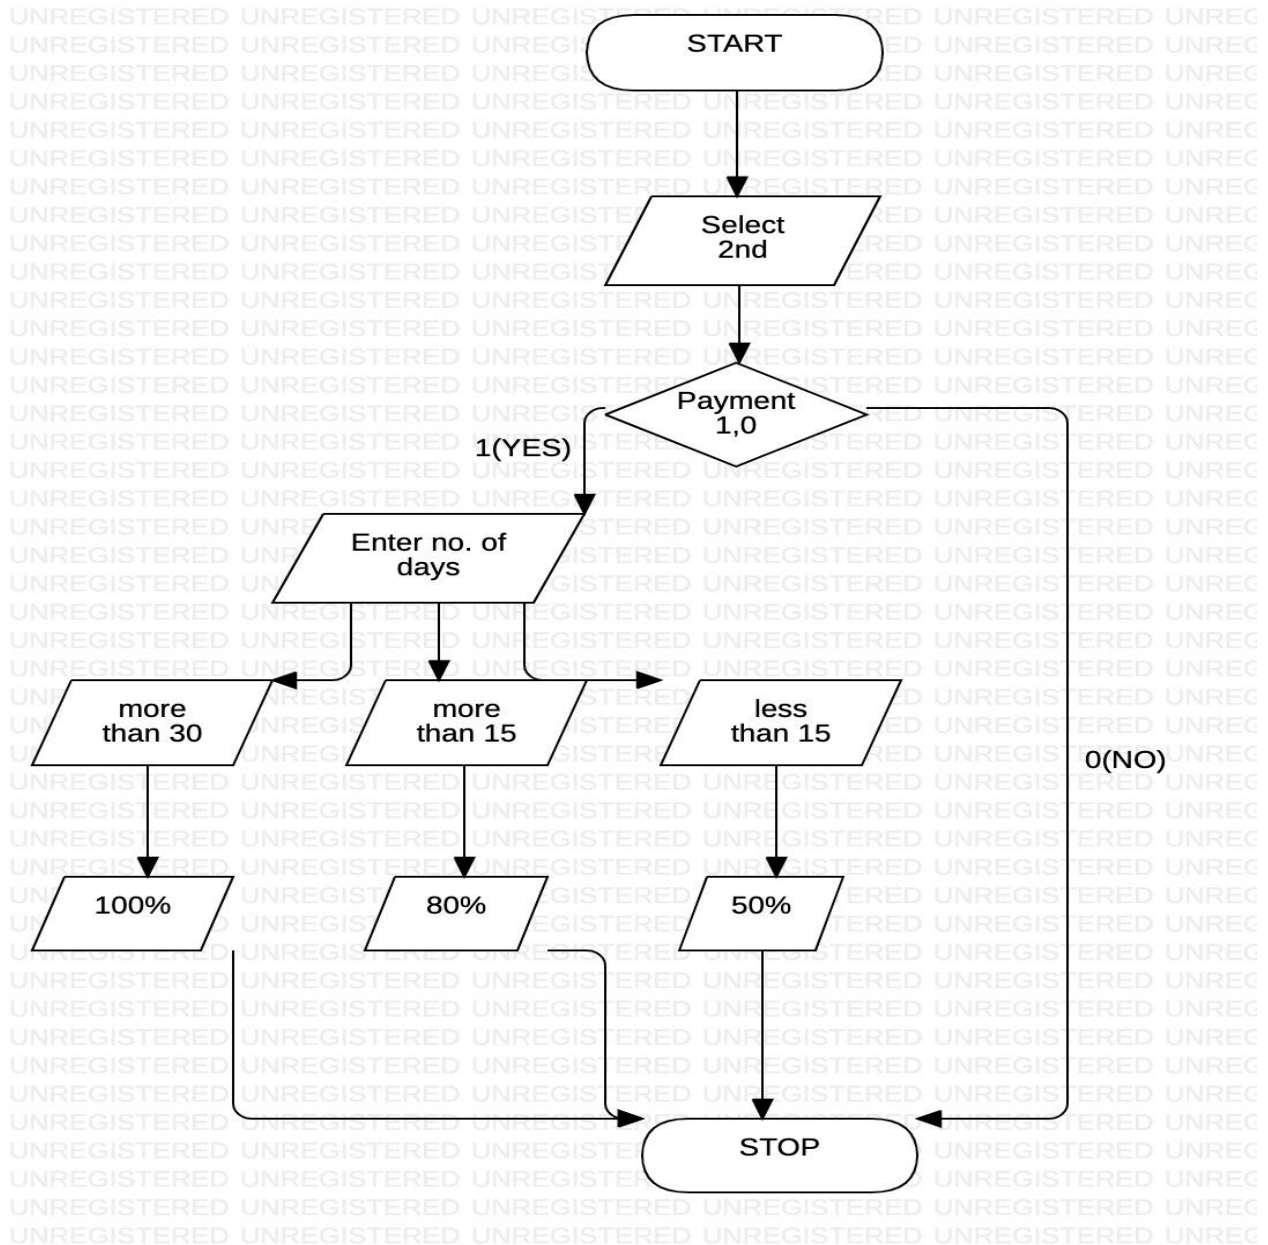 START
Select
2nd
Payment
1,0
1(YES)
Enter no. of
days
more
than 30
more
than 15
less
than 15
0(NO)
100%
80%
50%
STOP
UNREGISTERED